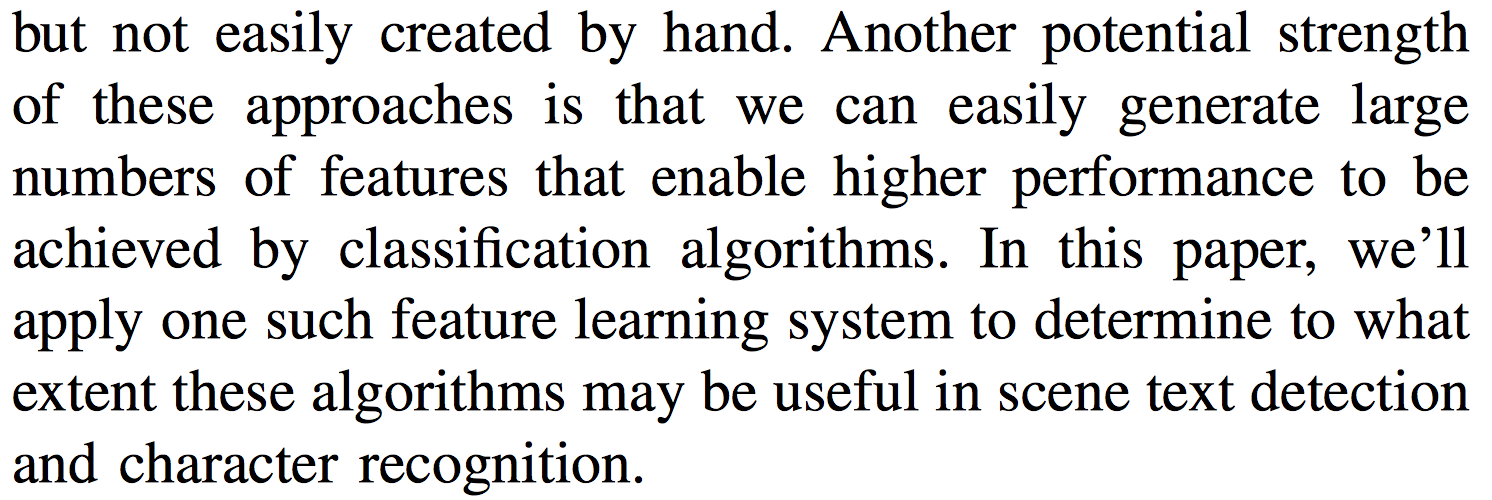 but not easily created by hand. Another potential strength
of these approaches is that we can easily generate large
numbers of features that enable higher performance to be
achieved by classification algorithms. In this paper, we’ll
apply one such feature learning system to determine to what
extent these algorithms may be useful in scene text detection
and character recognition.